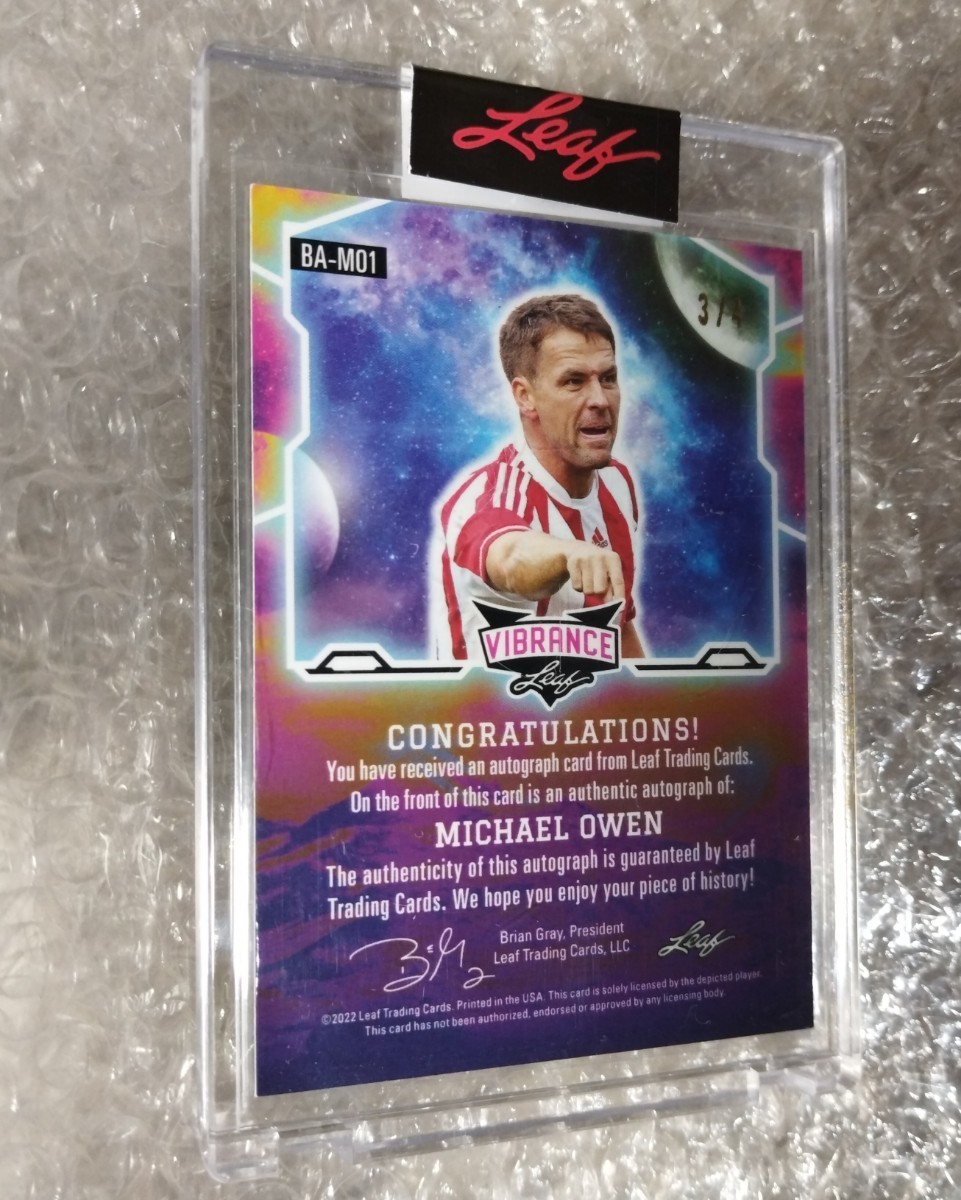 Leaf
BA-M01
3/4
VIBRANCE
Leaf
CONGRATULATIONS!
You have received an autograph card from Leaf Trading Cards.
On the front of this card is an authentic autograph of:
MICHAEL OWEN
The authenticity of this autograph is guaranteed by Leaf
Trading Cards. We hope you enjoy your piece of history!
Brian Gray, President
Leaf Trading Cards, LLC
Leaf
©2022 Leaf Trading Cards. Printed in the USA. This card is solely licensed by the depicted player.
This card has not been authorized, endorsed or approved by any licensing body.